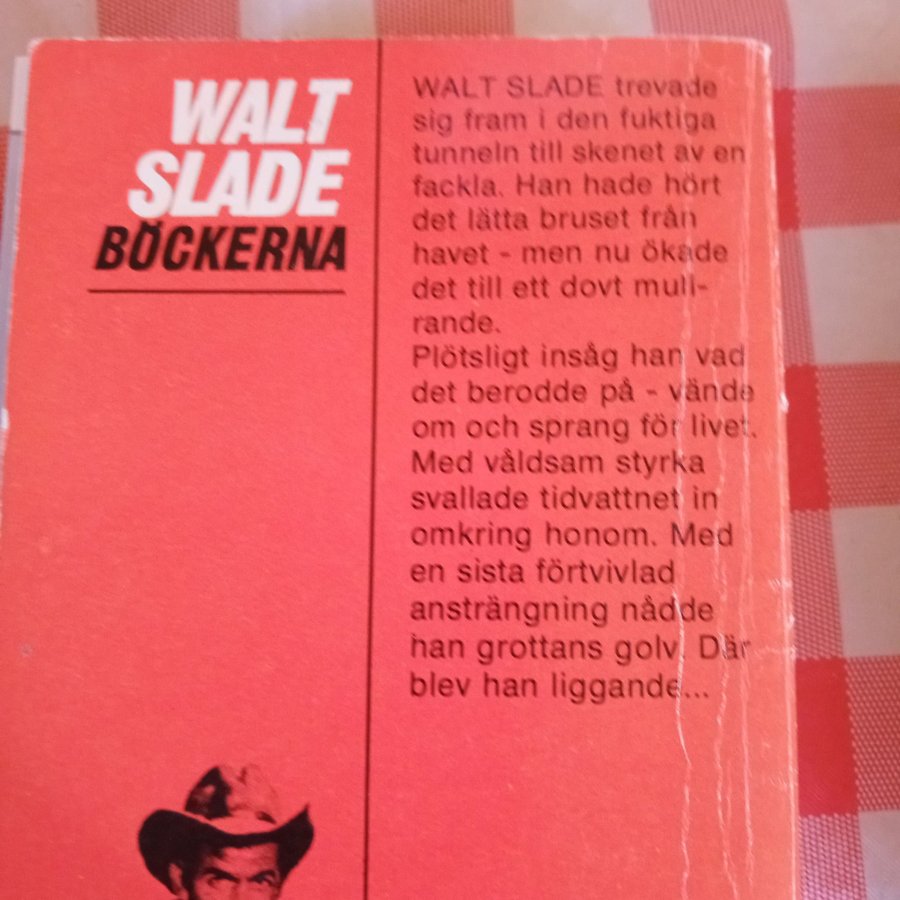 WALT
SLADE
BÖCKERNA
WALT SLADE trevade
sig fram i den fuktiga
tunneln till skenet av en
fackla. Han hade hört
det lätta bruset från
havet - men nu ökade
det till ett dovt mull-
rande.
Plötsligt insåg han vad
det berodde på - vände
om och sprang för livet.
Med våldsam styrka
svallade tidvattnet in
omkring honom. Med
en sista förtvivlad
ansträngning nådde
han grottans golv. Där
blev han liggande...